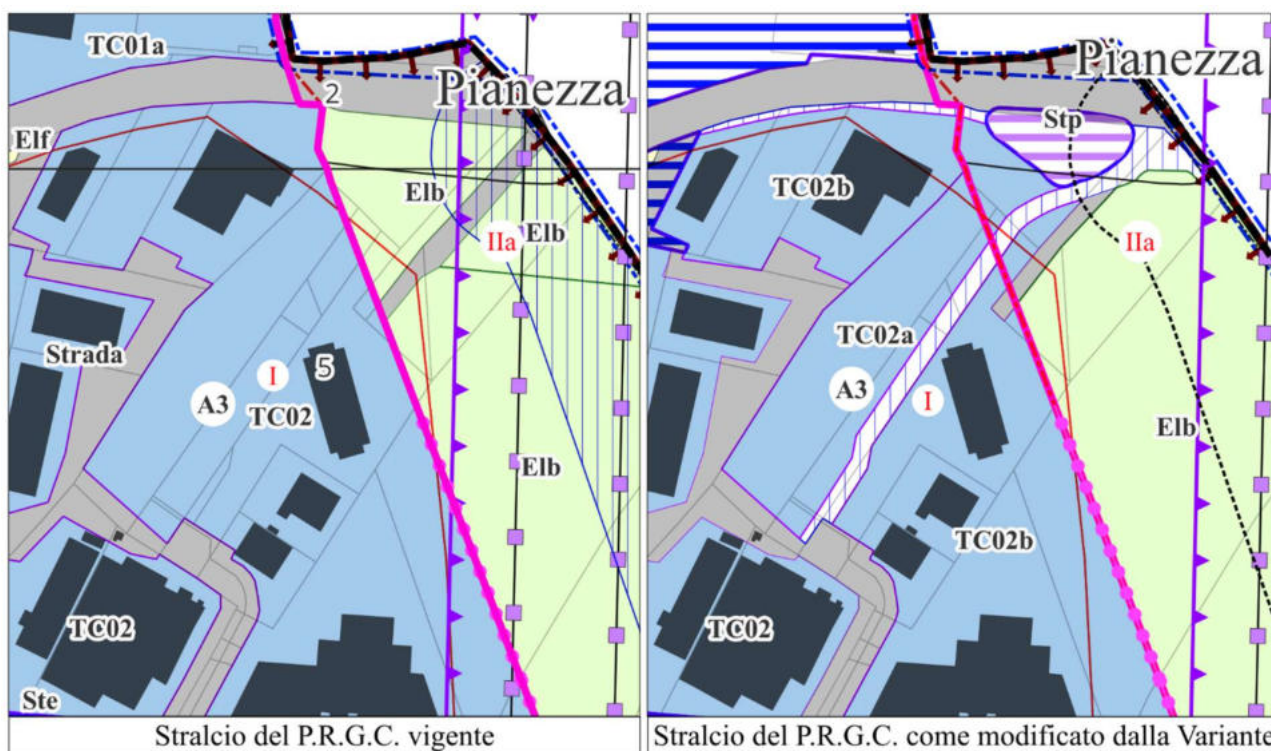 TC01a
2
Pianezza
Elf
Elb
IIa
Elb
Strada
5
I
A3
TC02
Elb
TC02
Ste
Stralcio del P.R.G.C. vigente
Pianezza
Stp
TC02b
IIa
TC02a
A3
I
Elb
TC02b
TC02
Stralcio del P.R.G.C. come modificato dalla Variante